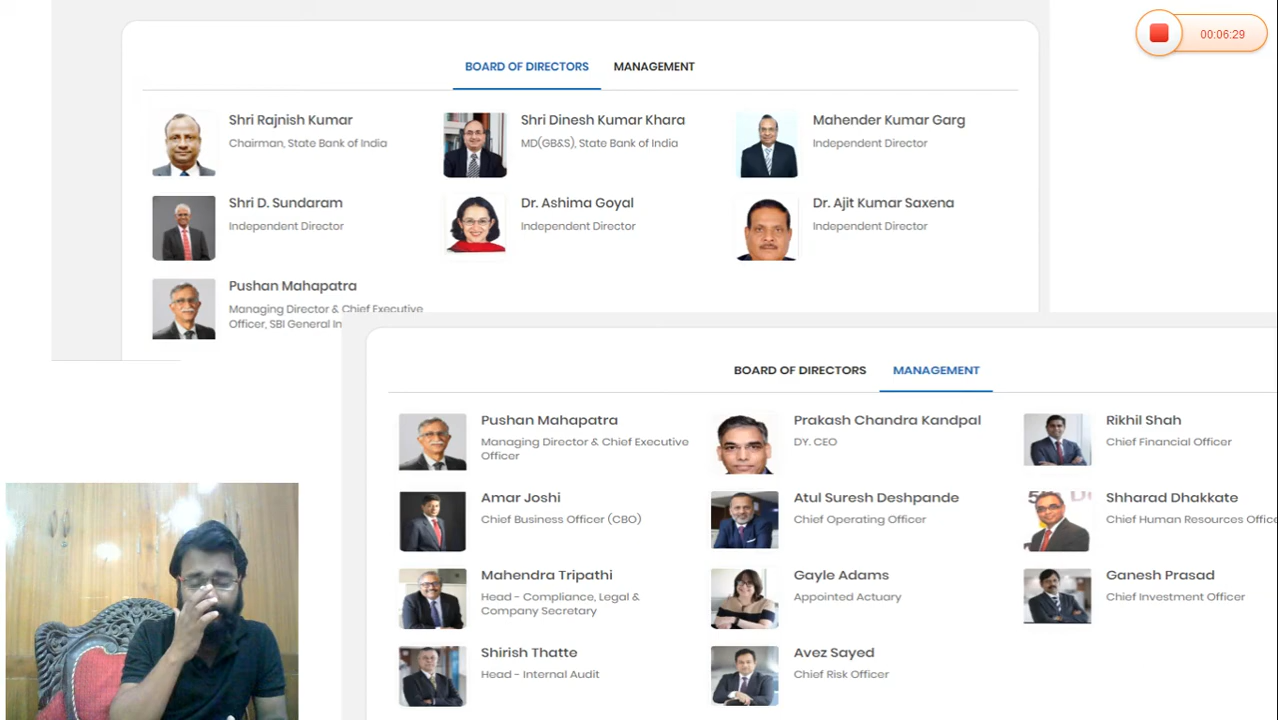 00:06:29
BOARD OF DIRECTORS MANAGEMENT
Shri Rajnish Kumar
Chairman, State Bank of India
Shri Dinesh Kumar Khara
MD(GB&S), State Bank of India
Mahender Kumar Garg
Independent Director
Shri D. Sundaram
Independent Director
Dr. Ashima Goyal
Independent Director
Dr. Ajit Kumar Saxena
Independent Director
Pushan Mahapatra
Managing Director & Chief Executive
Officer, SBI General In
BOARD OF DIRECTORS MANAGEMENT
Pushan Mahapatra
Managing Director & Chief Executive
Officer
Prakash Chandra Kandpal
DY. CEO
Rikhil Shah
Chief Financial Officer
Amar Joshi
Chief Business Officer (CBO)
Atul Suresh Deshpande
Chief Operating Officer
Shharad Dhakkate
Chief Human Resources Office
Mahendra Tripathi
Head - Compliance, Legal &
Company Secretary
Gayle Adams
Appointed Actuary
Ganesh Prasad
Chief Investment Officer
Shirish Thatte
Head - Internal Audit
Avez Sayed
Chief Risk Officer